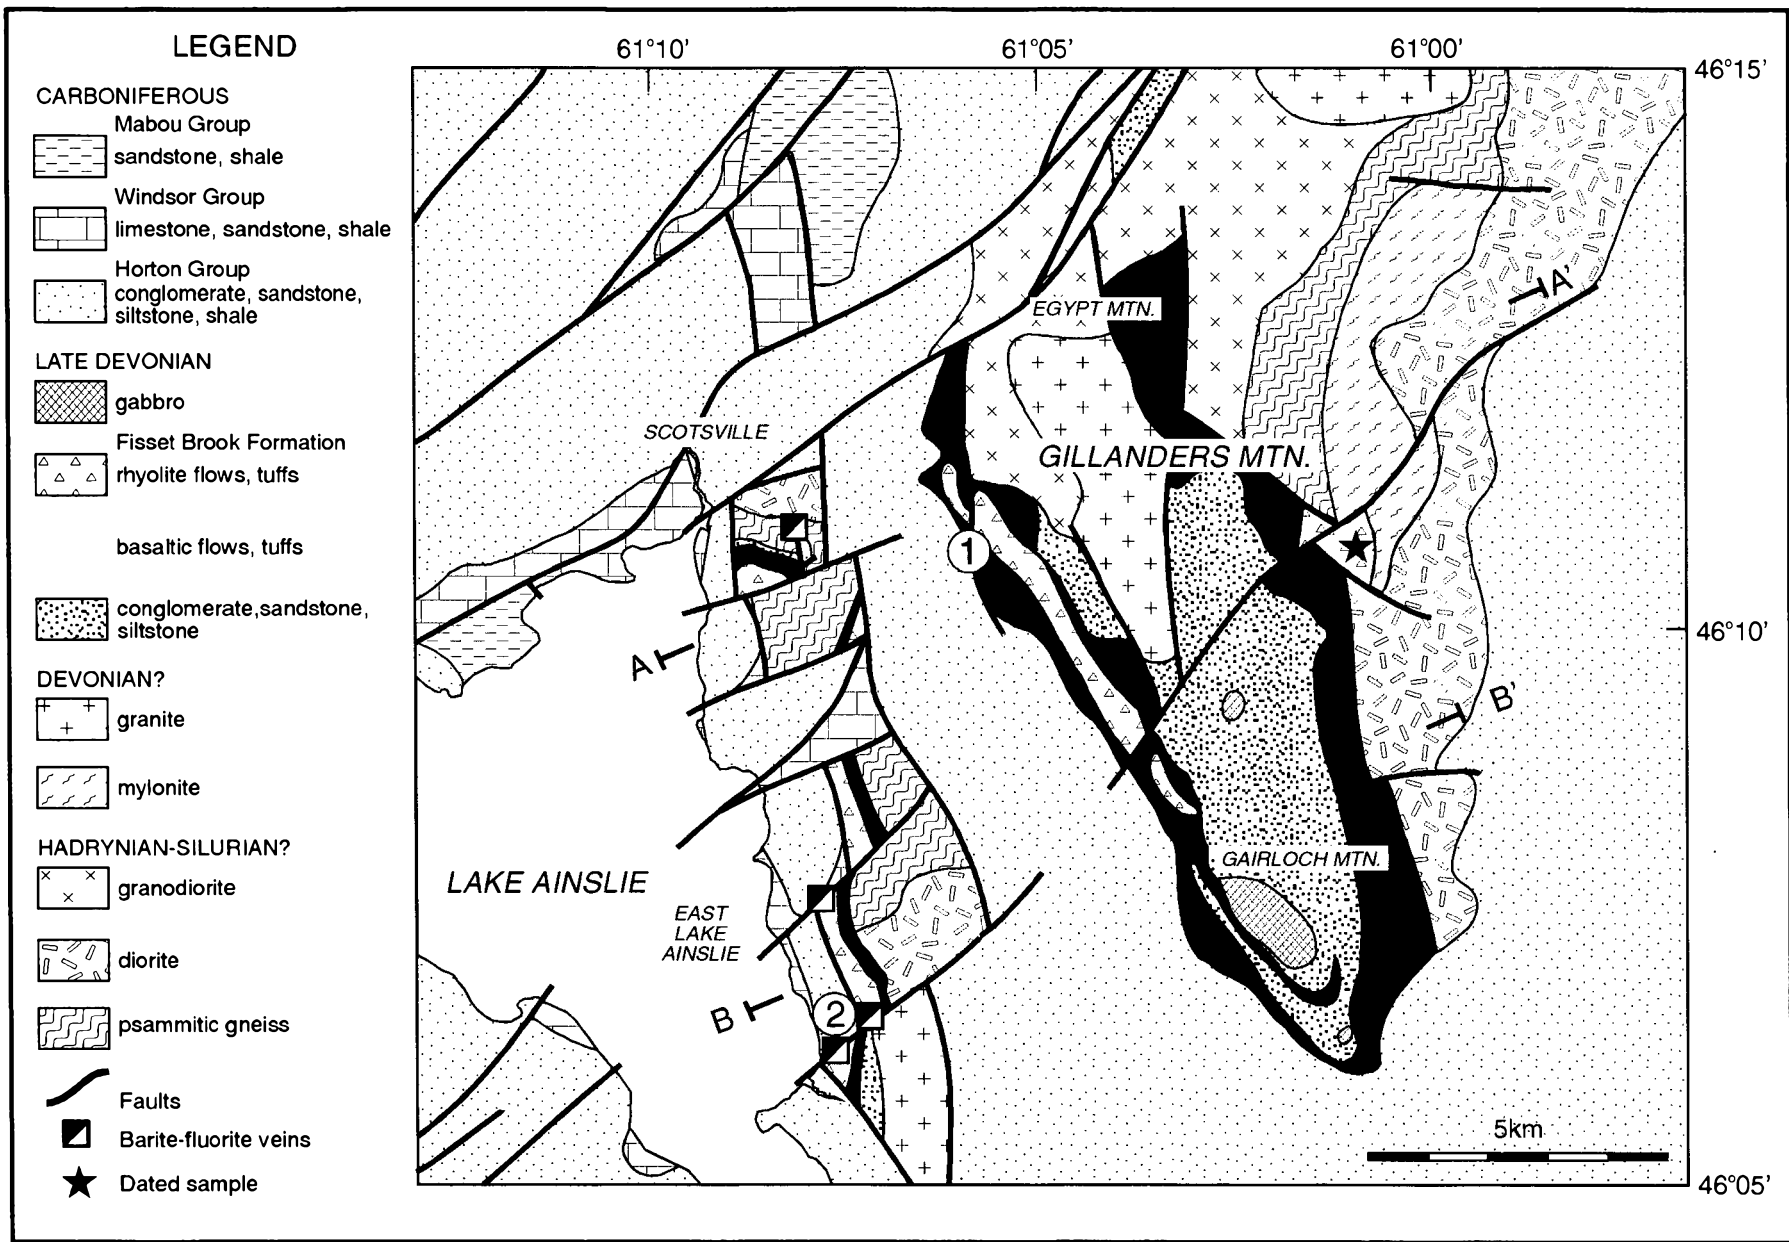 LEGEND
CARBONIFEROUS
Mabou Group
sandstone, shale
Windsor Group
limestone, sandstone, shale
Horton Group
conglomerate, sandstone,
siltstone, shale
LATE DEVONIAN
gabbro
Fisset Brook Formation
rhyolite flows, tuffs
basaltic flows, tuffs
conglomerate,sandstone,
siltstone
DEVONIAN?
granite
mylonite
HADRYNIAN-SILURIAN?
granodiorite
diorite
psammitic gneiss
Faults
Barite-fluorite veins
Dated sample
61°10'
61°05'
61°00'
46°15'
A'
EGYPT MTN.
SCOTSVILLE
GILLANDERS MTN.
1
46°10'
A
B'
GAIRLOCH MTN.
LAKE AINSLIE
EAST
LAKE
AINSLIE
B
2
5km
46°05'